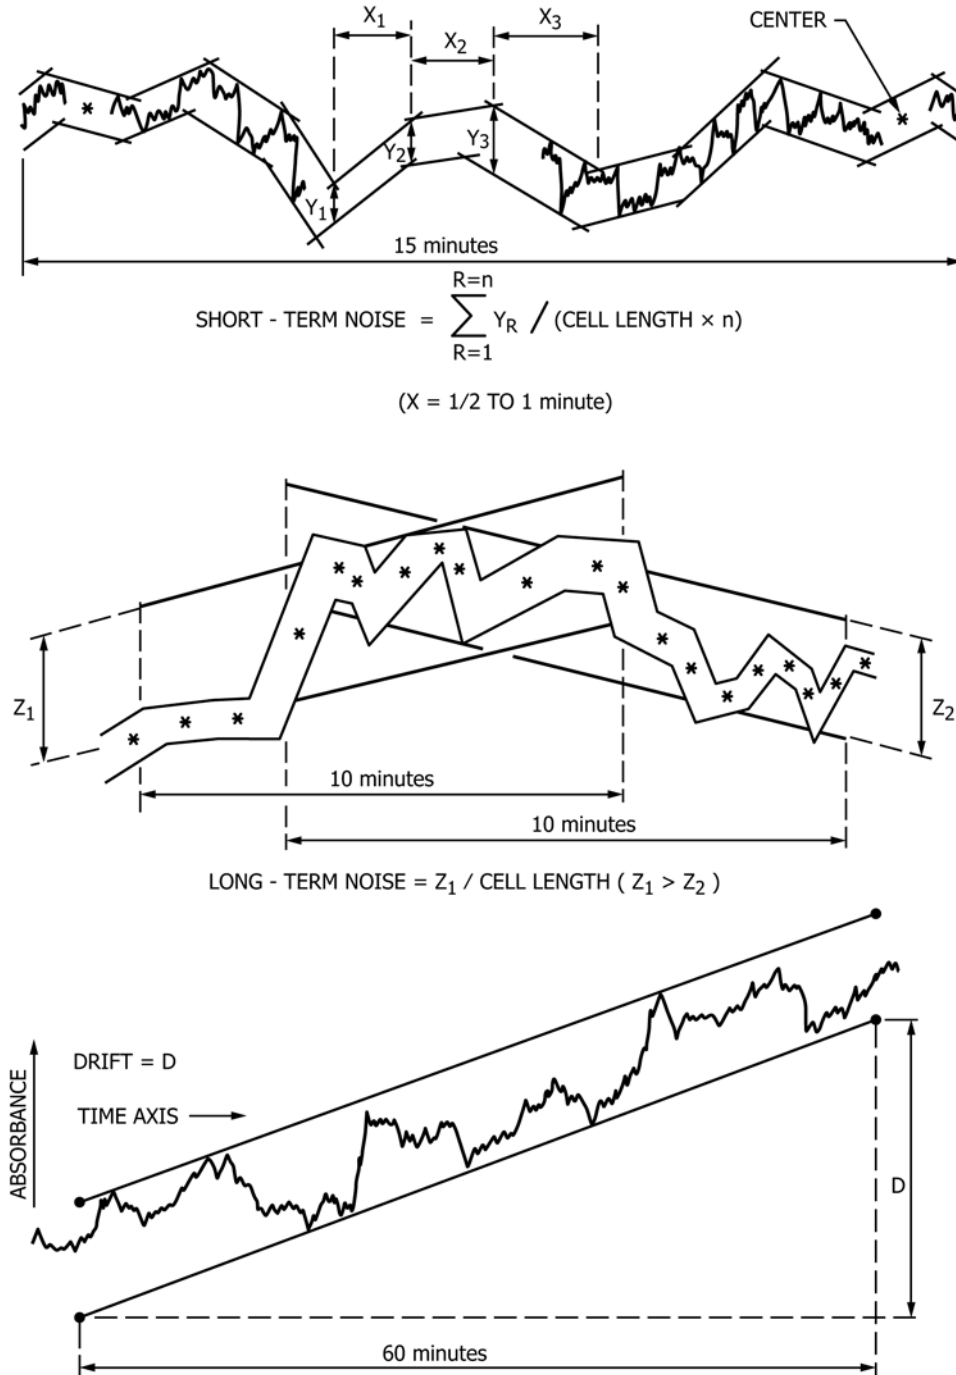 X₁
X₂
X₃
CENTER
Y₁
Y₂
Y₃
15 minutes
SHORT - TERM NOISE = R=n ∑ R=1 Y_R / (CELL LENGTH × n)
(X = 1/2 TO 1 minute)
Z₁
Z₂
10 minutes
10 minutes
LONG - TERM NOISE = Z₁ / CELL LENGTH ( Z₁ > Z₂ )
ABSORBANCE
DRIFT = D
TIME AXIS
D
60 minutes